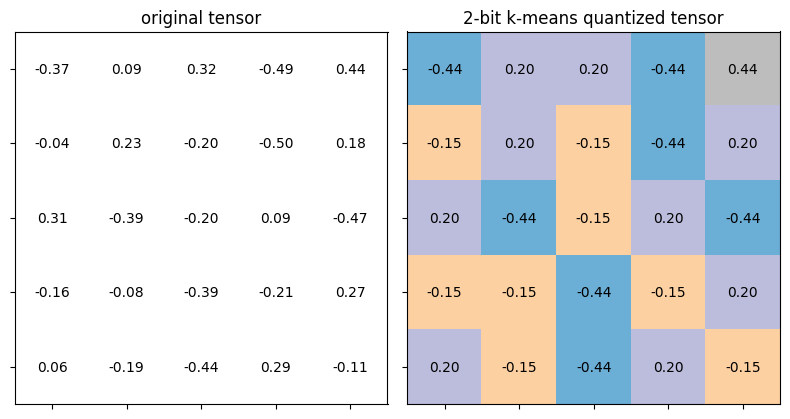 original tensor
-0.37 0.09 0.32 -0.49 0.44
-0.04 0.23 -0.20 -0.50 0.18
0.31 -0.39 -0.20 0.09 -0.47
-0.16 -0.08 -0.39 -0.21 0.27
0.06 -0.19 -0.44 0.29 -0.11
2-bit k-means quantized tensor
-0.44 0.20 0.20 -0.44 0.44
-0.15 0.20 -0.15 -0.44 0.20
0.20 -0.44 -0.15 0.20 -0.44
-0.15 -0.15 -0.44 -0.15 0.20
0.20 -0.15 -0.44 0.20 -0.15